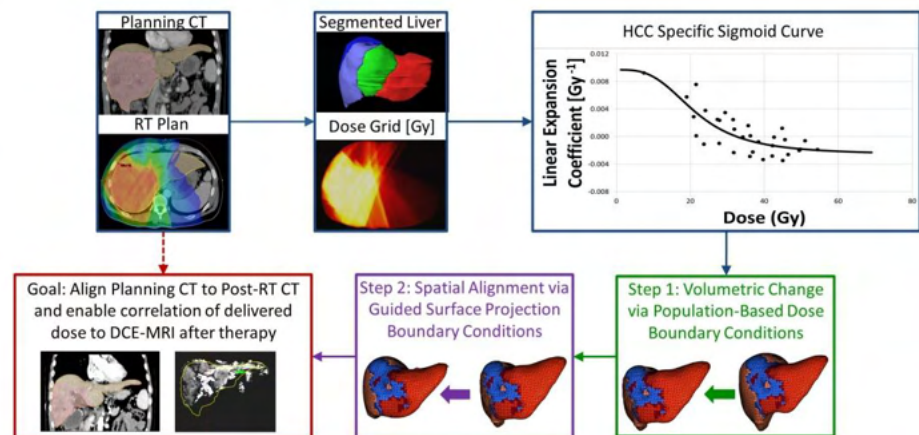 Planning CT
RT Plan
Segmented Liver
Dose Grid [Gy]
HCC Specific Sigmoid Curve
Linear Expansion
Coefficient [Gy⁻¹]
0.012
0.008
0.004
0.000
-0.004
-0.008
0
20
40
60
80
Dose (Gy)
Goal: Align Planning CT to Post-RT CT
and enable correlation of delivered
dose to DCE-MRI after therapy
Step 2: Spatial Alignment via
Guided Surface Projection
Boundary Conditions
Step 1: Volumetric Change
via Population-Based Dose
Boundary Conditions